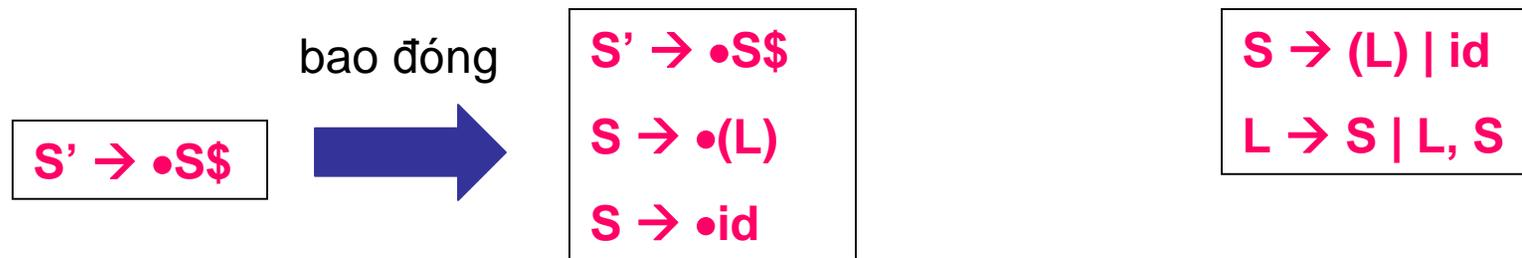 bao đóng
S’ → •S$
S’ → •S$
S → •(L)
S → •id
S → (L) | id
L → S | L, S